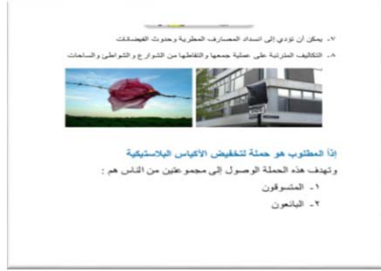 ٧- يمكن أن تؤدي إلى انسداد المصارف المطرية وحدوث الفيضانات
٨- التكاليف المترتبة على عملية جمعها والتقاطها من الشوارع والشواطئ والساحات
إذاً المطلوب هو حملة لتخفيض الأكياس البلاستيكية
وتهدف هذه الحملة الوصول إلى مجموعتين من الناس هم :
١- المتسوقون
٢- البائعون